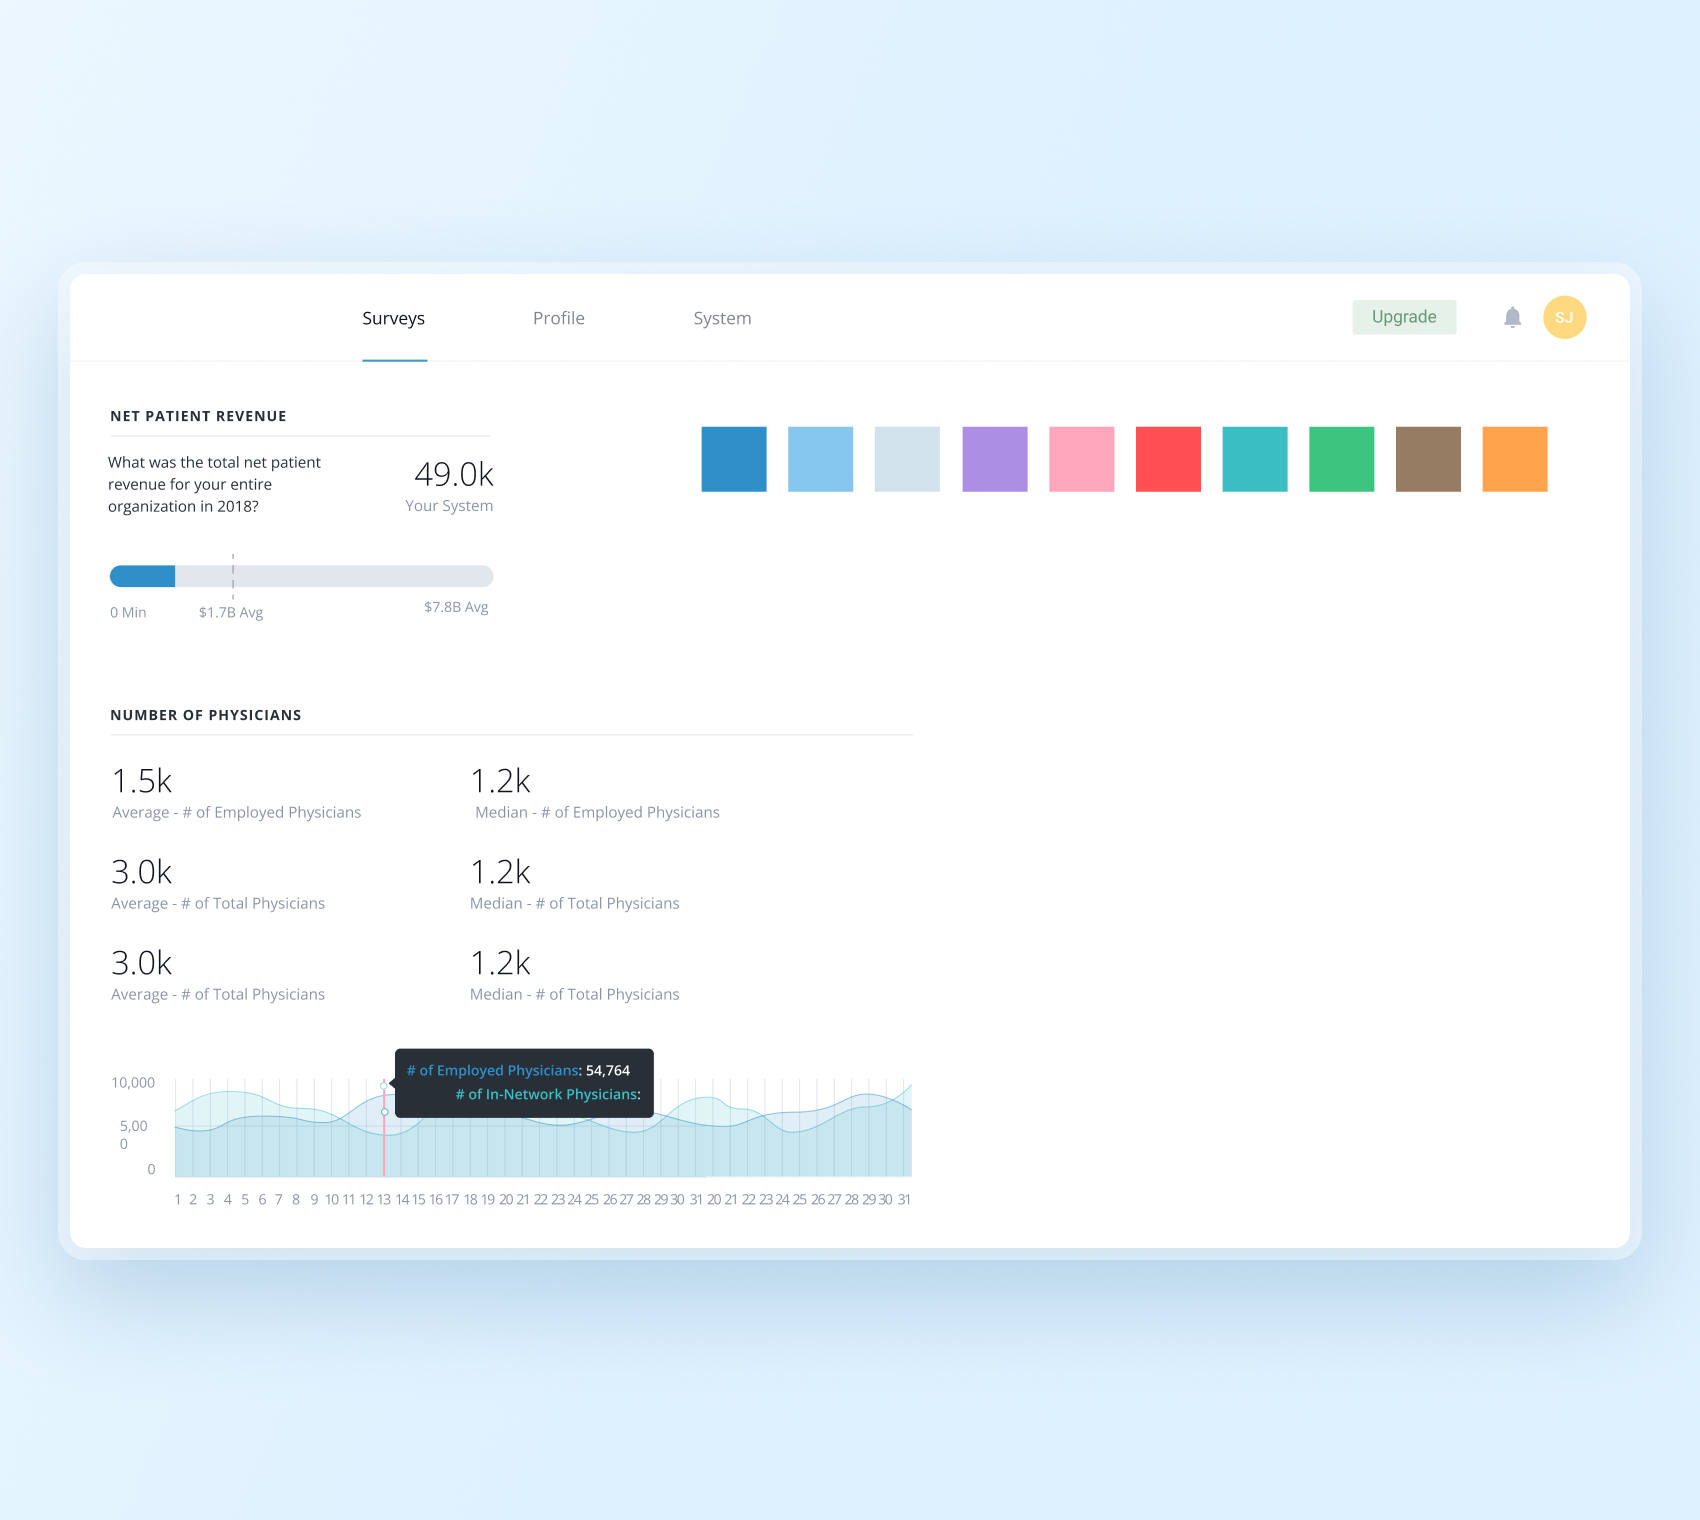 Surveys
Profile
System
Upgrade
SJ
NET PATIENT REVENUE
What was the total net patient
revenue for your entire
organization in 2018?
49.0k
Your System
0 Min
$1.7B Avg
$7.8B Avg
NUMBER OF PHYSICIANS
1.5k
Average - # of Employed Physicians
1.2k
Median - # of Employed Physicians
3.0k
Average - # of Total Physicians
1.2k
Median - # of Total Physicians
3.0k
Average - # of Total Physicians
1.2k
Median - # of Total Physicians
# of Employed Physicians: 54,764
# of In-Network Physicians:
10,000
5,00
0
0
1 2 3 4 5 6 7 8 9 10 11 12 13 14 15 16 17 18 19 20 21 22 23 24 25 26 27 28 29 30 31 20 21 22 23 24 25 26 27 28 29 30 31